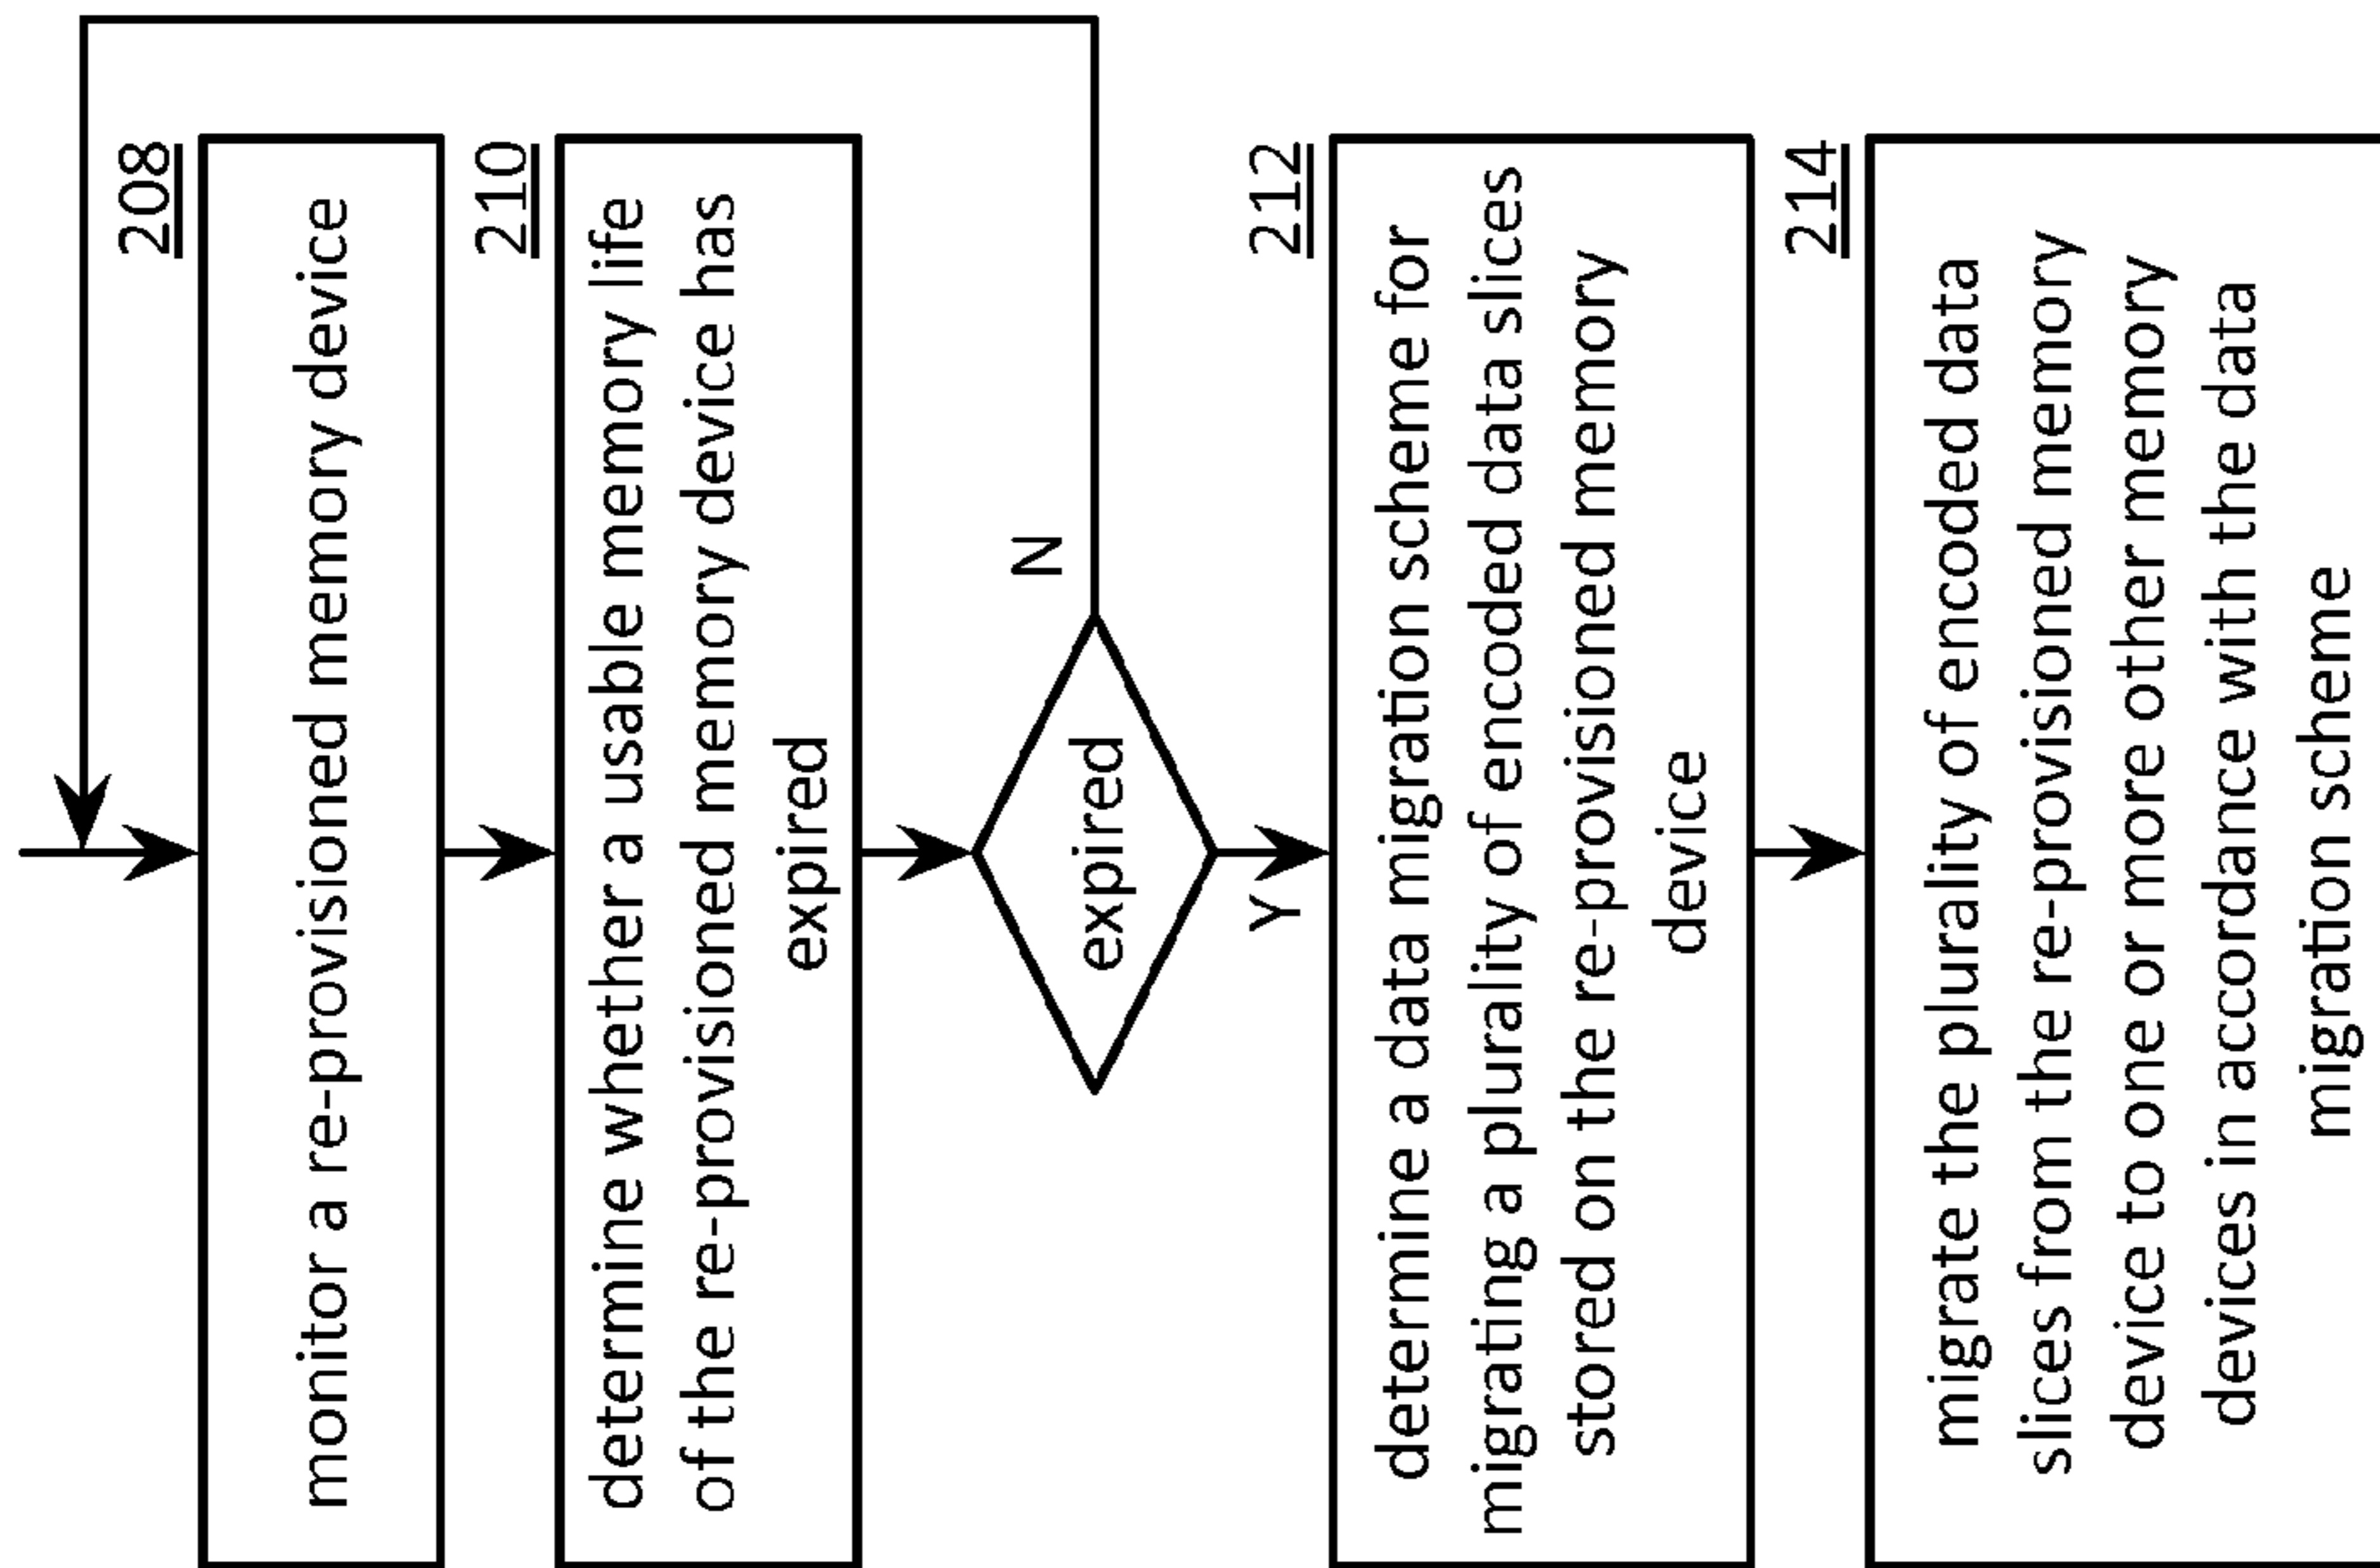 208
monitor a re-provisioned memory device
210
determine whether a usable memory life
of the re-provisioned memory device has
expired
expired
N
Y
212
determine a data migration scheme for
migrating a plurality of encoded data slices
stored on the re-provisioned memory
device
214
migrate the plurality of encoded data
slices from the re-provisioned memory
device to one or more other memory
devices in accordance with the data
migration scheme